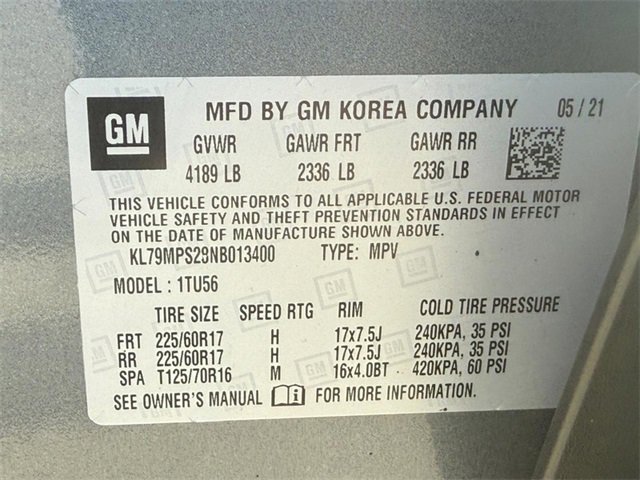 GM
MFD BY GM KOREA COMPANY 05 / 21
GVWR GAWR FRT GAWR RR
4189 LB 2336 LB 2336 LB
THIS VEHICLE CONFORMS TO ALL APPLICABLE U.S. FEDERAL MOTOR
VEHICLE SAFETY AND THEFT PREVENTION STANDARDS IN EFFECT
ON THE DATE OF MANUFACTURE SHOWN ABOVE.
KL79MPS29NB013400 TYPE: MPV
MODEL : 1TU56
TIRE SIZE SPEED RTG RIM COLD TIRE PRESSURE
FRT 225/60R17 H 17x7.5J 240KPA, 35 PSI
RR 225/60R17 H 17x7.5J 240KPA, 35 PSI
SPA T125/70R16 M 16x4.0BT 420KPA, 60 PSI
SEE OWNER'S MANUAL FOR MORE INFORMATION.